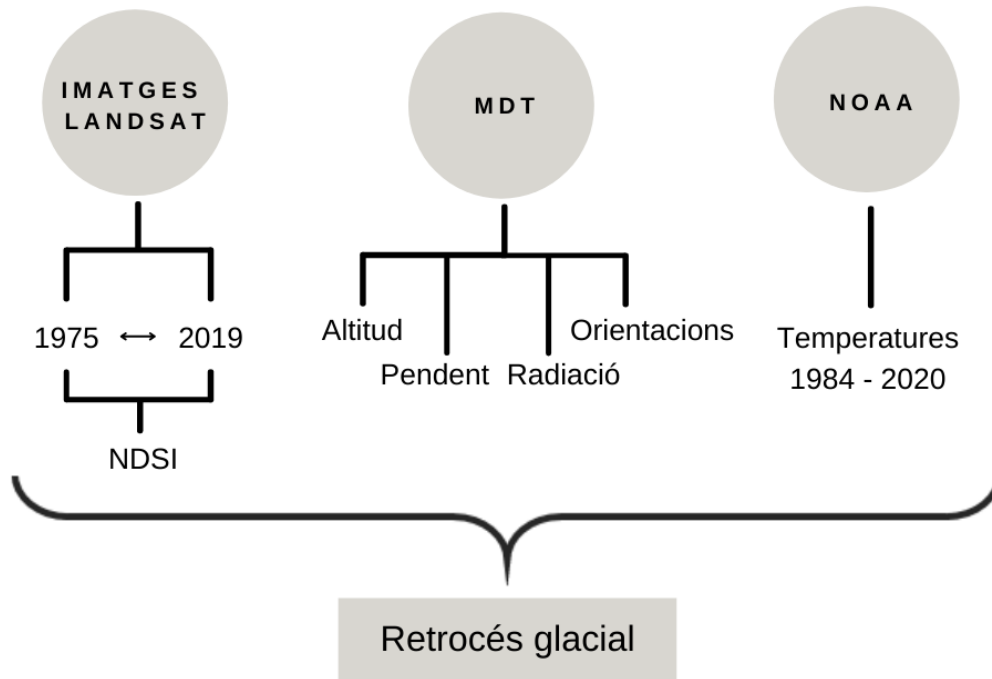 IMATGES
LANDSAT
MDT
NOAA
1975 ↔ 2019
NDSI
Altitud
Orientacions
Pendent Radiació
Temperatures
1984 - 2020
Retrocés glacial